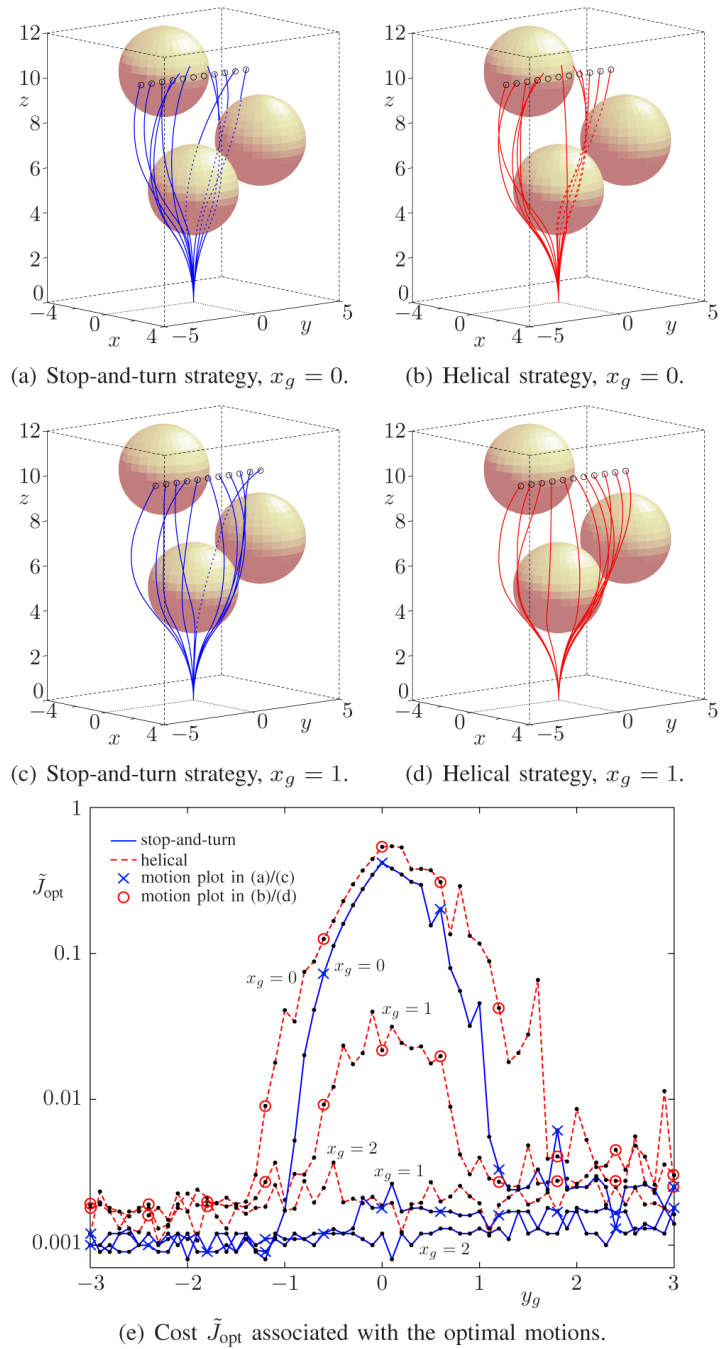 12
10
z
8
6
4
2
0
−4
0
x
4
−5
0
y
5
12
10
z
8
6
4
2
0
−4
0
x
4
−5
0
y
5
(a) Stop-and-turn strategy, x_g = 0.
(b) Helical strategy, x_g = 0.
12
10
z
8
6
4
2
0
−4
0
x
4
−5
0
y
5
12
10
z
8
6
4
2
0
−4
0
x
4
−5
0
y
5
(c) Stop-and-turn strategy, x_g = 1.
(d) Helical strategy, x_g = 1.
1
stop-and-turn
helical
J̃_opt
motion plot in (a)/(c)
motion plot in (b)/(d)
0.1
x_g = 0
x_g = 0
x_g = 1
0.01
x_g = 2
x_g = 1
0.001
x_g = 2
−3
−2
−1
0
1
2
3
y_g
(e) Cost J̃_opt associated with the optimal motions.